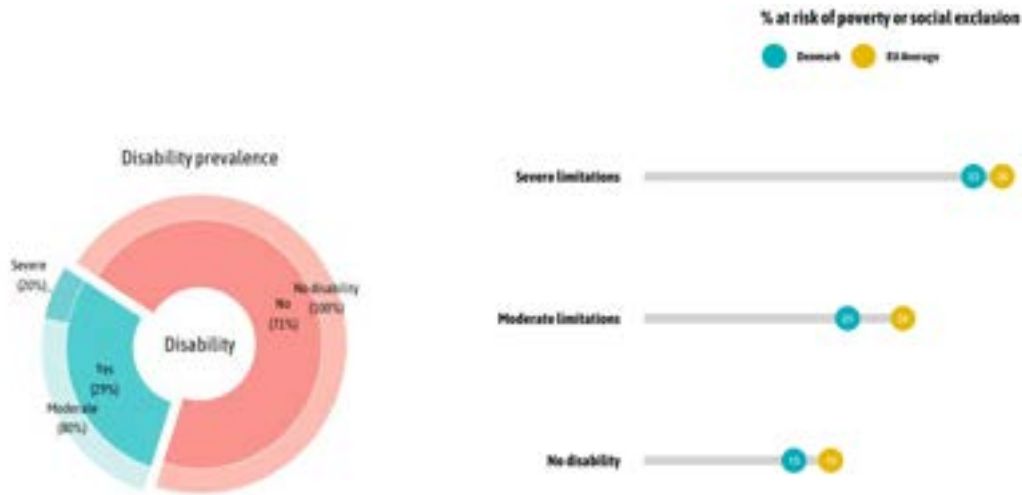 % at risk of poverty or social exclusion
Denmark
EU Average
Disability prevalence
Severe limitations
Severe
(20%)
No disability
(100%)
No
(71%)
Disability
Moderate limitations
Yes
(29%)
Moderate
(80%)
No disability